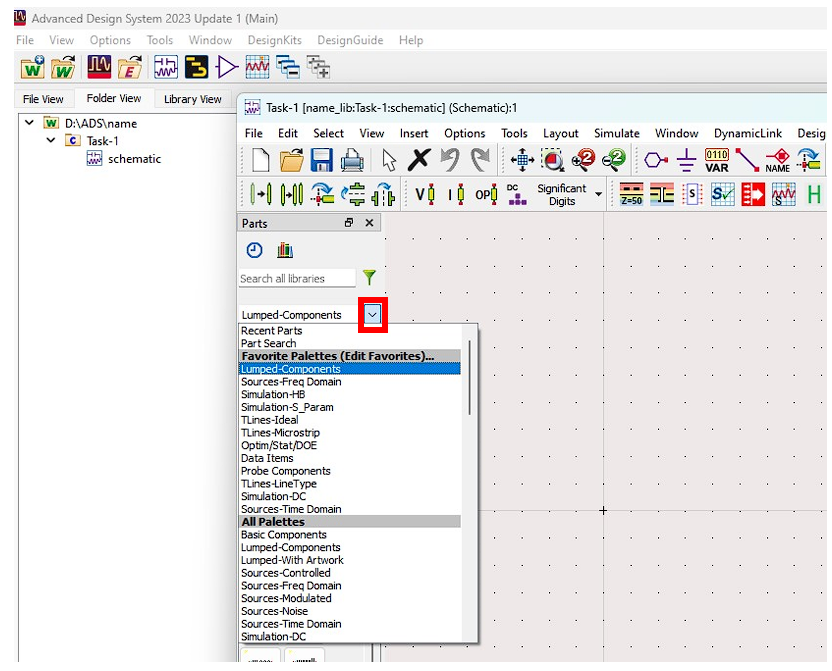 Advanced Design System 2023 Update 1 (Main)
File View Options Tools Window DesignKits DesignGuide Help
File View Folder View Library View
D:\ADS\name
Task-1
schematic
Task-1 [name_lib:Task-1:schematic] (Schematic):1
File Edit Select View Insert Options Tools Layout Simulate Window DynamicLink Desig
2 2 0110 VAR NAME
V I OP DC Significant Digits Z=50 S S S H
Parts
Search all libraries
Lumped-Components
Recent Parts
Part Search
Favorite Palettes (Edit Favorites)...
Lumped-Components
Sources-Freq Domain
Simulation-HB
Simulation-S_Param
TLines-Ideal
TLines-Microstrip
Optim/Stat/DOE
Data Items
Probe Components
TLines-LineType
Simulation-DC
Sources-Time Domain
All Palettes
Basic Components
Lumped-Components
Lumped-With Artwork
Sources-Controlled
Sources-Freq Domain
Sources-Modulated
Sources-Noise
Sources-Time Domain
Simulation-DC